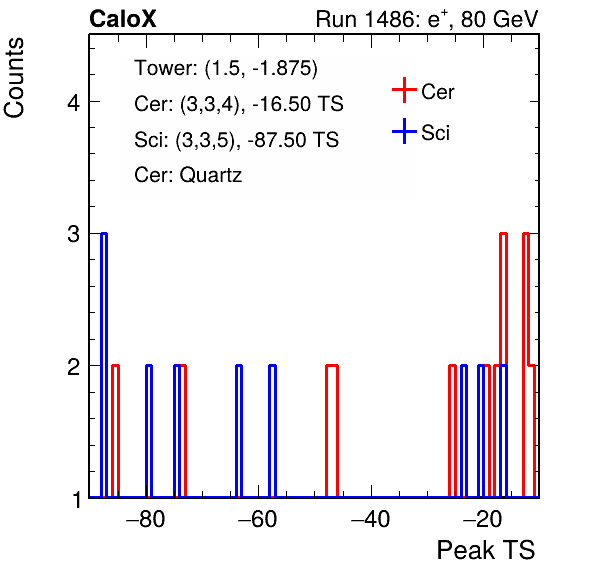 CaloX Run 1486: e+, 80 GeV
Counts
Tower: (1.5, -1.875)
Cer: (3,3,4), -16.50 TS
Sci: (3,3,5), -87.50 TS
Cer: Quartz
Cer
Sci
4
3
2
1
−80 −60 −40 −20
Peak TS